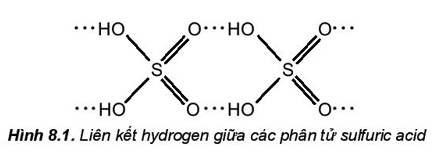 ···HO O···HO O···
S S
···HO O···HO O···
Hình 8.1. Liên kết hydrogen giữa các phân tử sulfuric acid